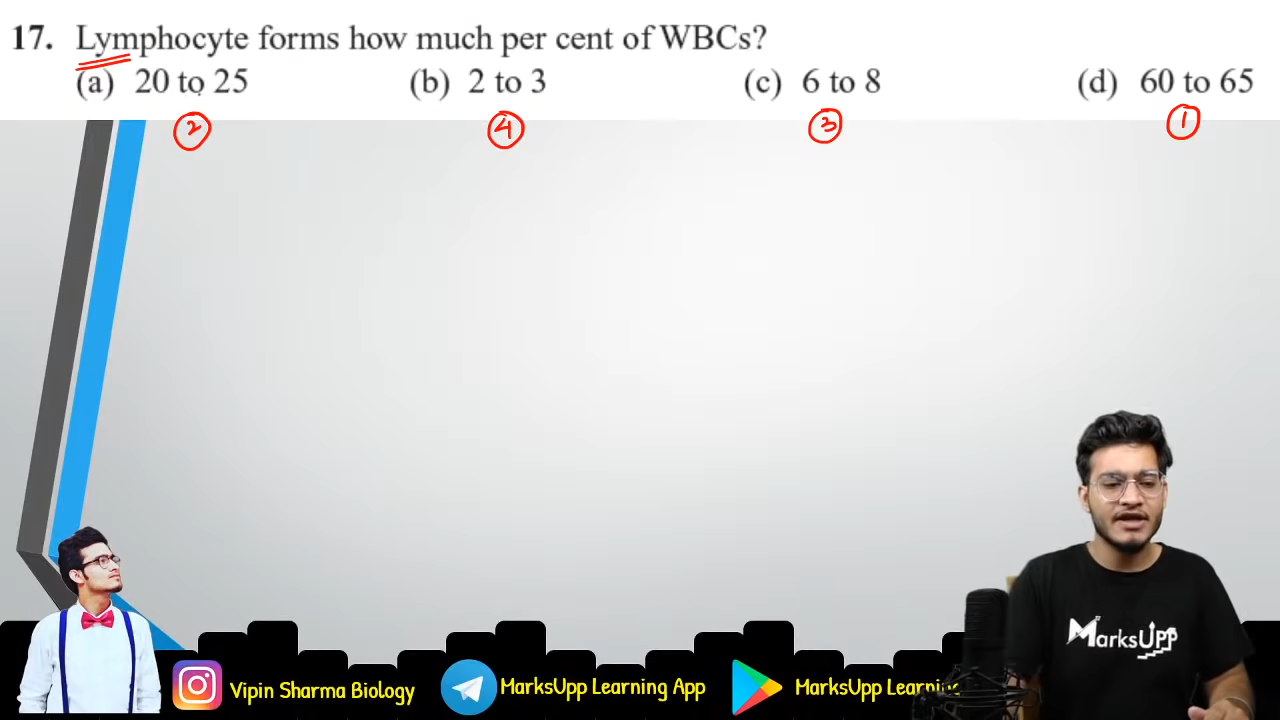 17. Lymphocyte forms how much per cent of WBCs?
(a) 20 to 25 (b) 2 to 3 (c) 6 to 8 (d) 60 to 65
2 4 3 1
MarksUpp
Vipin Sharma Biology MarksUpp Learning App MarksUpp Learning